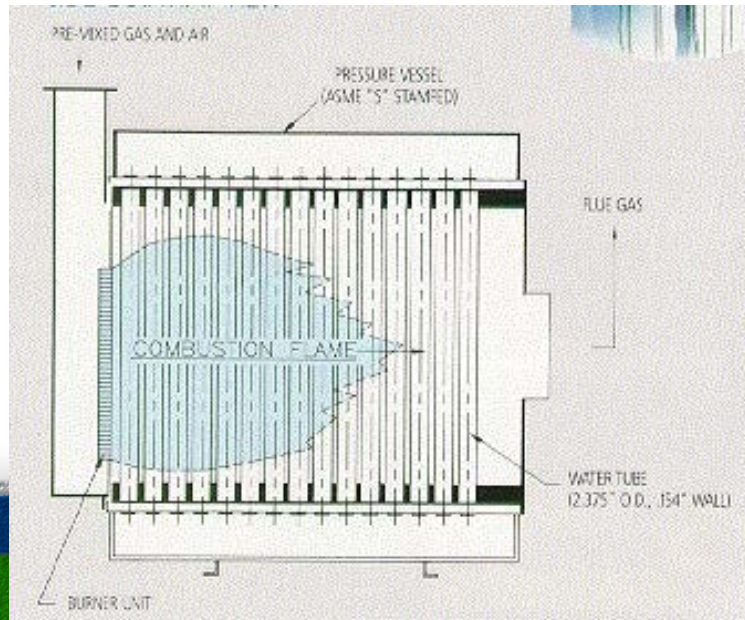 PRE-MIXED GAS AND AIR
PRESSURE VESSEL
(ASME "S" STAMPED)
FLUE GAS
COMBUSTION FLAME
WATER TUBE
(2.375" O.D., .154" WALL)
BURNER UNIT